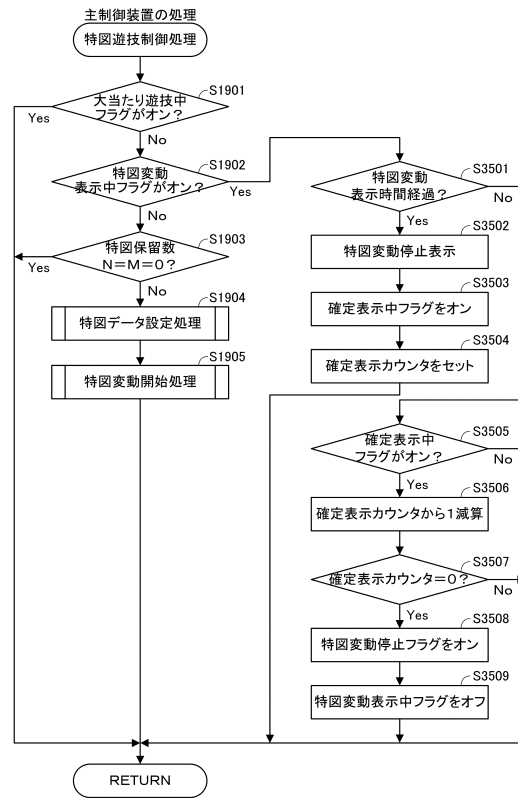 主制御装置の処理
特図遊技制御処理
S1901
大当たり遊技中
フラグがオン？
Yes
No
S1902
特図変動
表示中フラグがオン？
Yes
No
S1903
特図保留数
N＝M＝0？
Yes
No
S1904
特図データ設定処理
S1905
特図変動開始処理
S3501
特図変動
表示時間経過？
No
Yes
S3502
特図変動停止表示
S3503
確定表示中フラグをオン
S3504
確定表示カウンタをセット
S3505
確定表示中
フラグがオン？
No
Yes
S3506
確定表示カウンタから1減算
S3507
確定表示カウンタ＝0？
No
Yes
S3508
特図変動停止フラグをオン
S3509
特図変動表示中フラグをオフ
RETURN